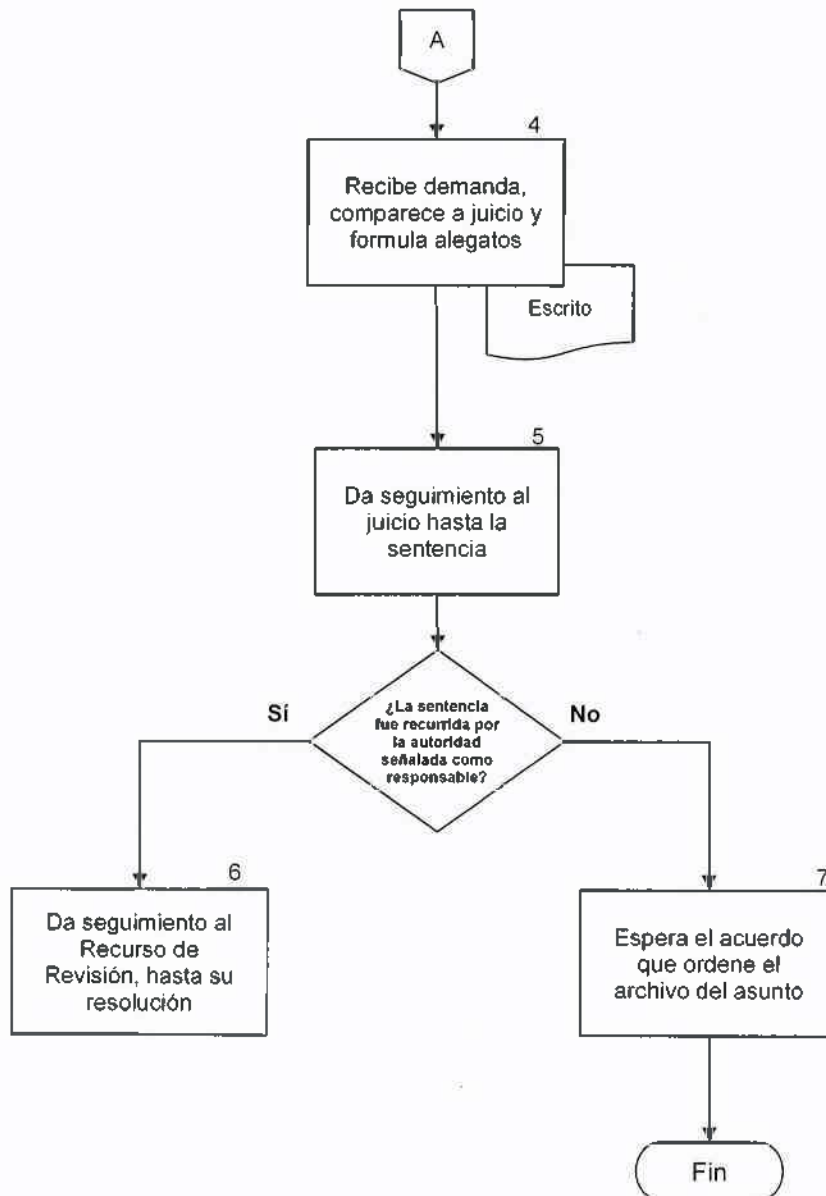 A
4
Recibe demanda,
comparece a juicio y
formula alegatos
Escrito
5
Da seguimiento al
juicio hasta la
sentencia
¿La sentencia
fue recurrida por
la autoridad
señalada como
responsable?
Sí
No
6
Da seguimiento al
Recurso de
Revisión, hasta su
resolución
7
Espera el acuerdo
que ordene el
archivo del asunto
Fin